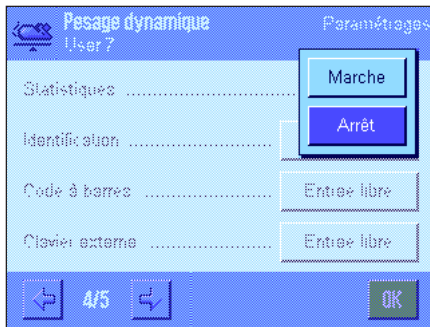 Pesage dynamique
Paramétrages
User 7
Statistiques
Marche
Arrêt
Identification
Code à barres
Entrée libre
Clavier externe
Entrée libre
4/5
OK